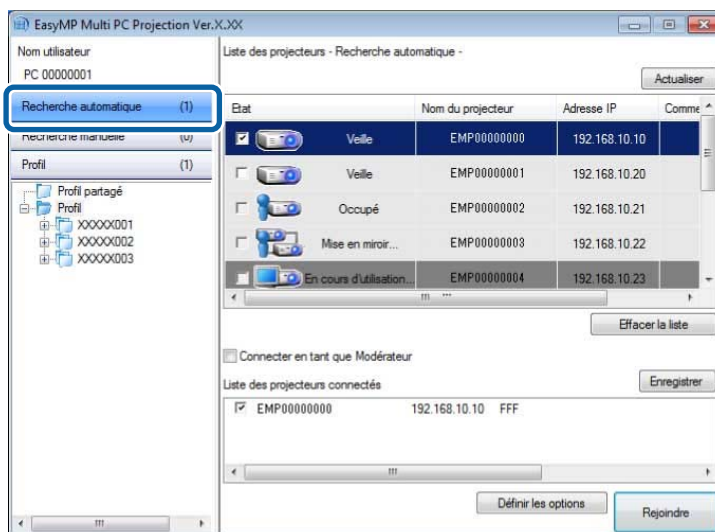 EasyMP Multi PC Projection Ver.X.XX
Nom utilisateur
PC 00000001
Recherche automatique (1)
Recherche manuelle (0)
Profil (1)
Profil partagé
Profil
XXXXX001
XXXXX002
XXXXX003
Liste des projecteurs - Recherche automatique -
Actualiser
Etat Nom du projecteur Adresse IP Comme
Veille EMP00000000 192.168.10.10
Veille EMP00000001 192.168.10.20
Occupé EMP00000002 192.168.10.21
Mise en miroir... EMP00000003 192.168.10.22
En cours d'utilisation... EMP00000004 192.168.10.23
Effacer la liste
Connecter en tant que Modérateur
Liste des projecteurs connectés
Enregistrer
EMP00000000 192.168.10.10 FFF
Définir les options
Rejoindre